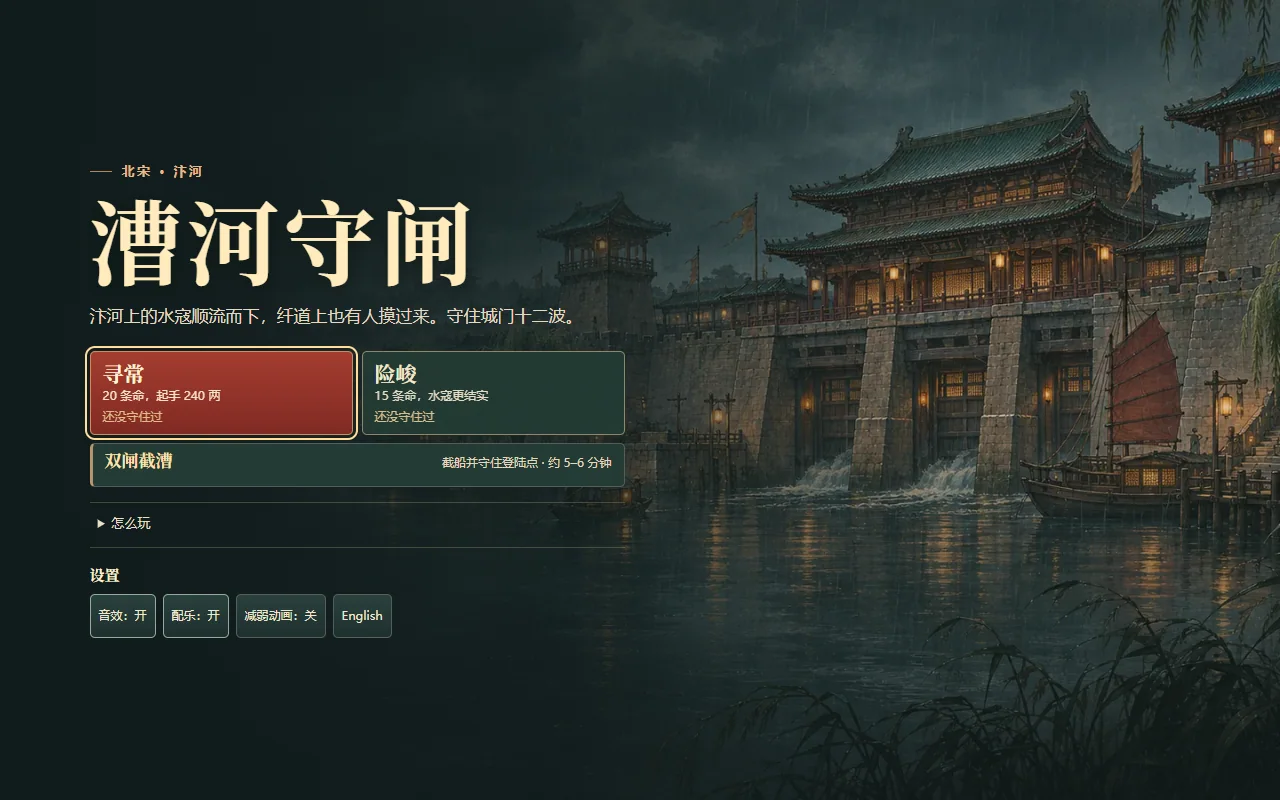 北宋 • 汴河
漕河守闸
汴河上的水寇顺流而下，纤道上也有人摸过来。守住城门十二波。
寻常
20 条命，起手 240 两
还没守住过
险峻
15 条命，水寇更结实
还没守住过
双闸截漕
截船并守住登陆点 · 约 5–6 分钟
▶ 怎么玩
设置
音效：开
配乐：开
减弱动画：关
English